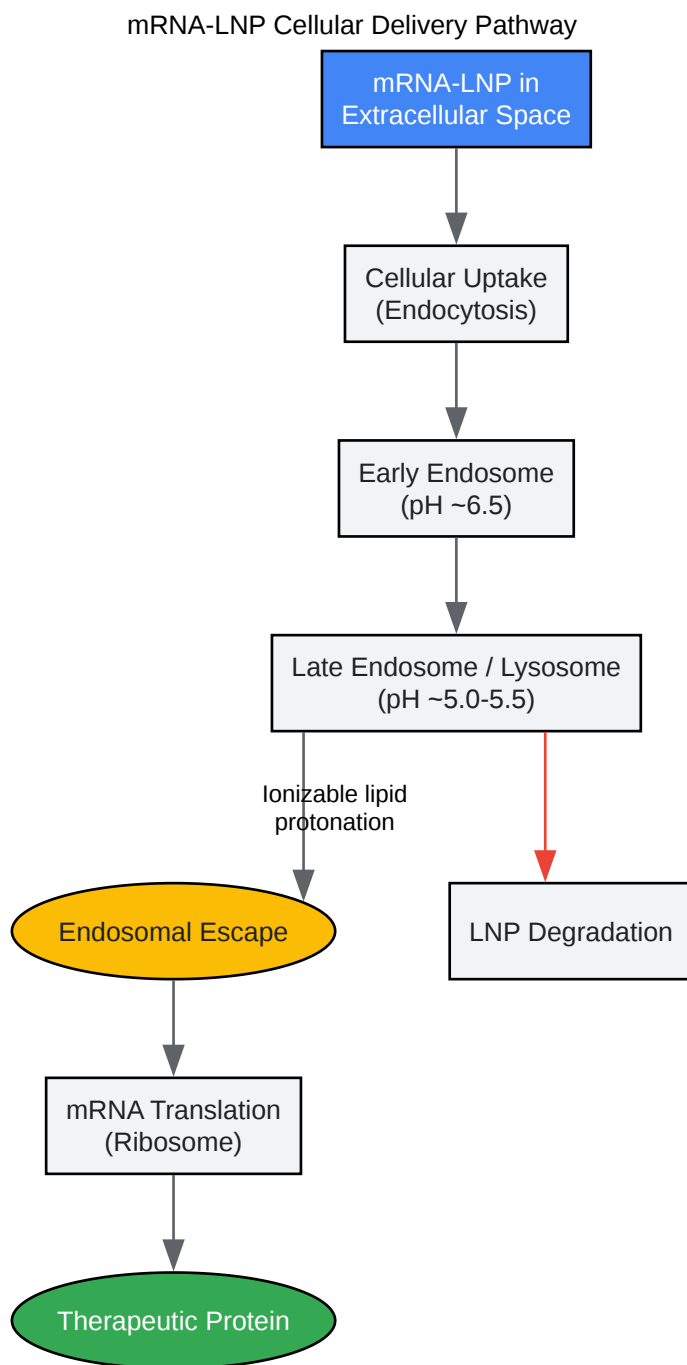 mRNA-LNP Cellular Delivery Pathway
mRNA-LNP in
Extracellular Space
Cellular Uptake
(Endocytosis)
Early Endosome
(pH ~6.5)
Late Endosome / Lysosome
(pH ~5.0-5.5)
Ionizable lipid
protonation
Endosomal Escape
LNP Degradation
mRNA Translation
(Ribosome)
Therapeutic Protein